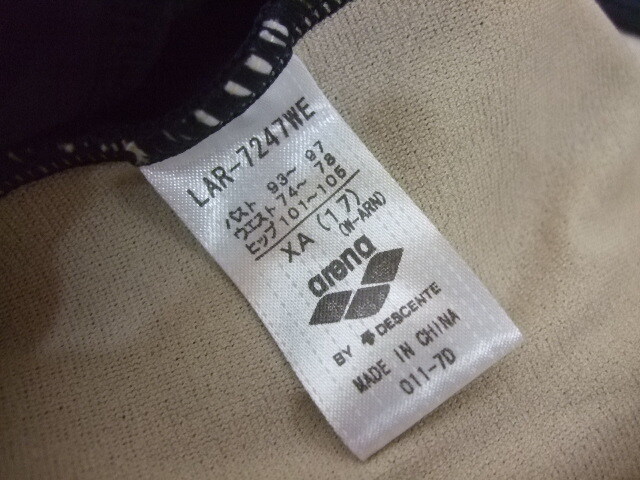 LAR-7247WE
バスト 93~ 97
ウエスト 74~ 78
ヒップ 101~105
XA (17)
(W-ARN)
arena
BY DESCENTE
MADE IN CHINA
011-7D